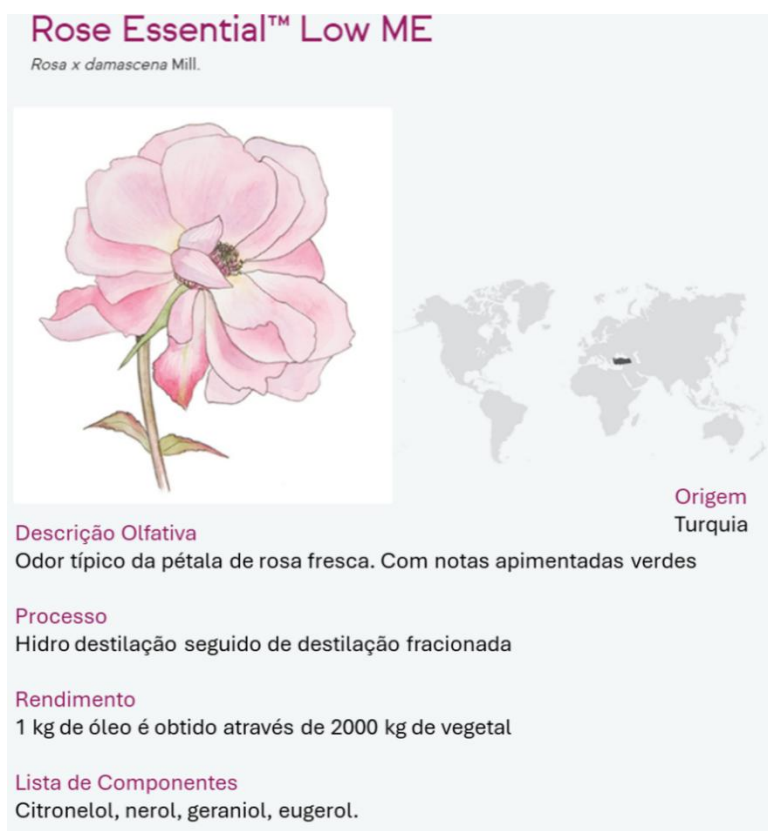 Rose Essential™ Low ME
Rosa x damascena Mill.
Origem
Turquia
Descrição Olfativa
Odor típico da pétala de rosa fresca. Com notas apimentadas verdes
Processo
Hidro destilação seguido de destilação fracionada
Rendimento
1 kg de óleo é obtido através de 2000 kg de vegetal
Lista de Componentes
Citronelol, nerol, geraniol, eugerol.